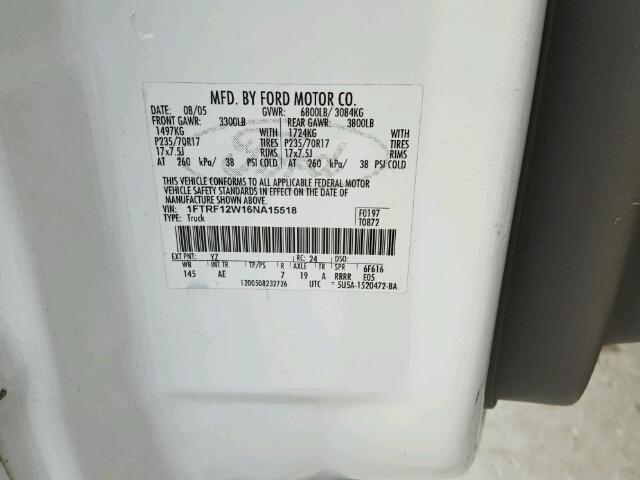 MFD. BY FORD MOTOR CO.
DATE: 08/05 GVWR: 6800LB/ 3084KG
FRONT GAWR: 3300LB REAR GAWR: 3800LB
1497KG WITH 1724KG WITH
P235/70R17 TIRES P235/70R17 TIRES
17x7.5J RIMS 17x7.5J RIMS
AT 260 kPa/ 38 PSI COLD AT 260 kPa/ 38 PSI COLD
THIS VEHICLE CONFORMS TO ALL APPLICABLE FEDERAL MOTOR
VEHICLE SAFETY STANDARDS IN EFFECT ON THE DATE OF
MANUFACTURE SHOWN ABOVE.
VIN: 1FTRF12W16NA15518 F0197
TYPE: Truck T0872
EXT PNT: YZ RC: 24 DSO:
WB INT TR TP/PS R AXLE TR SPR 6F616
145 AE 7 19 A RRRR E05
1200508232726 UTC 5USA-1520472-BA
Ford